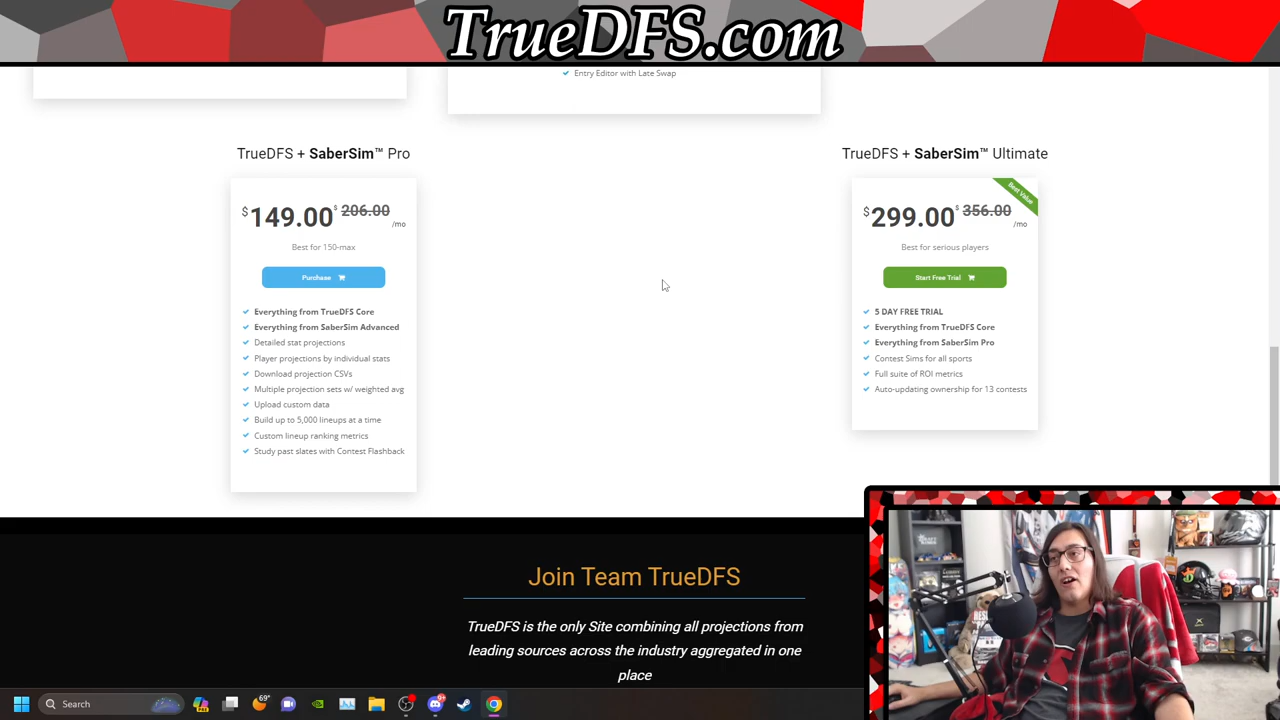 TrueDFS.com
Entry Editor with Late Swap
TrueDFS + SaberSim™ Pro
$149.00 $206.00 /mo
Best for 150-max
Purchase
Everything from TrueDFS Core
Everything from SaberSim Advanced
Detailed stat projections
Player projections by individual stats
Download projection CSVs
Multiple projection sets w/ weighted avg
Upload custom data
Build up to 5,000 lineups at a time
Custom lineup ranking metrics
Study past slates with Contest Flashback
TrueDFS + SaberSim™ Ultimate
Best Value
$299.00 $356.00 /mo
Best for serious players
Start Free Trial
5 DAY FREE TRIAL
Everything from TrueDFS Core
Everything from SaberSim Pro
Contest Sims for all sports
Full suite of ROI metrics
Auto-updating ownership for 13 contests
Join Team TrueDFS
TrueDFS is the only Site combining all projections from
leading sources across the industry aggregated in one
place
Search
69°